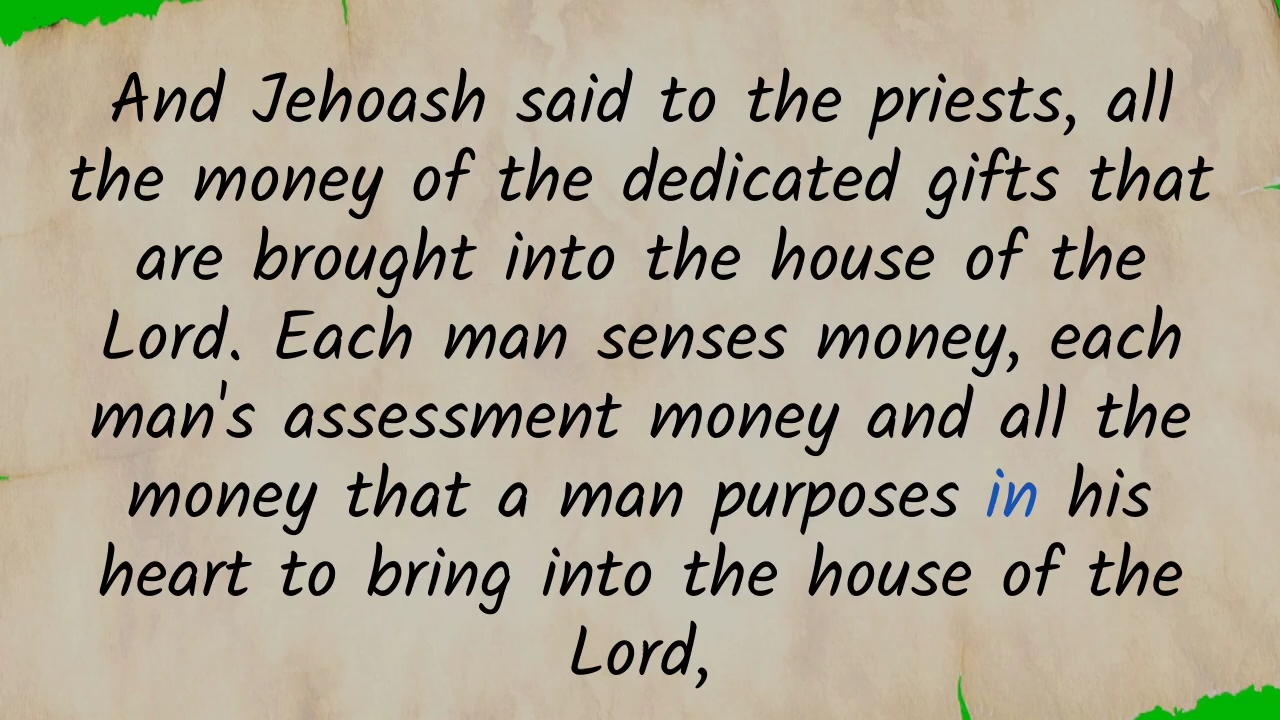 And Jehoash said to the priests, all
the money of the dedicated gifts that
are brought into the house of the
Lord. Each man senses money, each
man's assessment money and all the
money that a man purposes in his
heart to bring into the house of the
Lord,